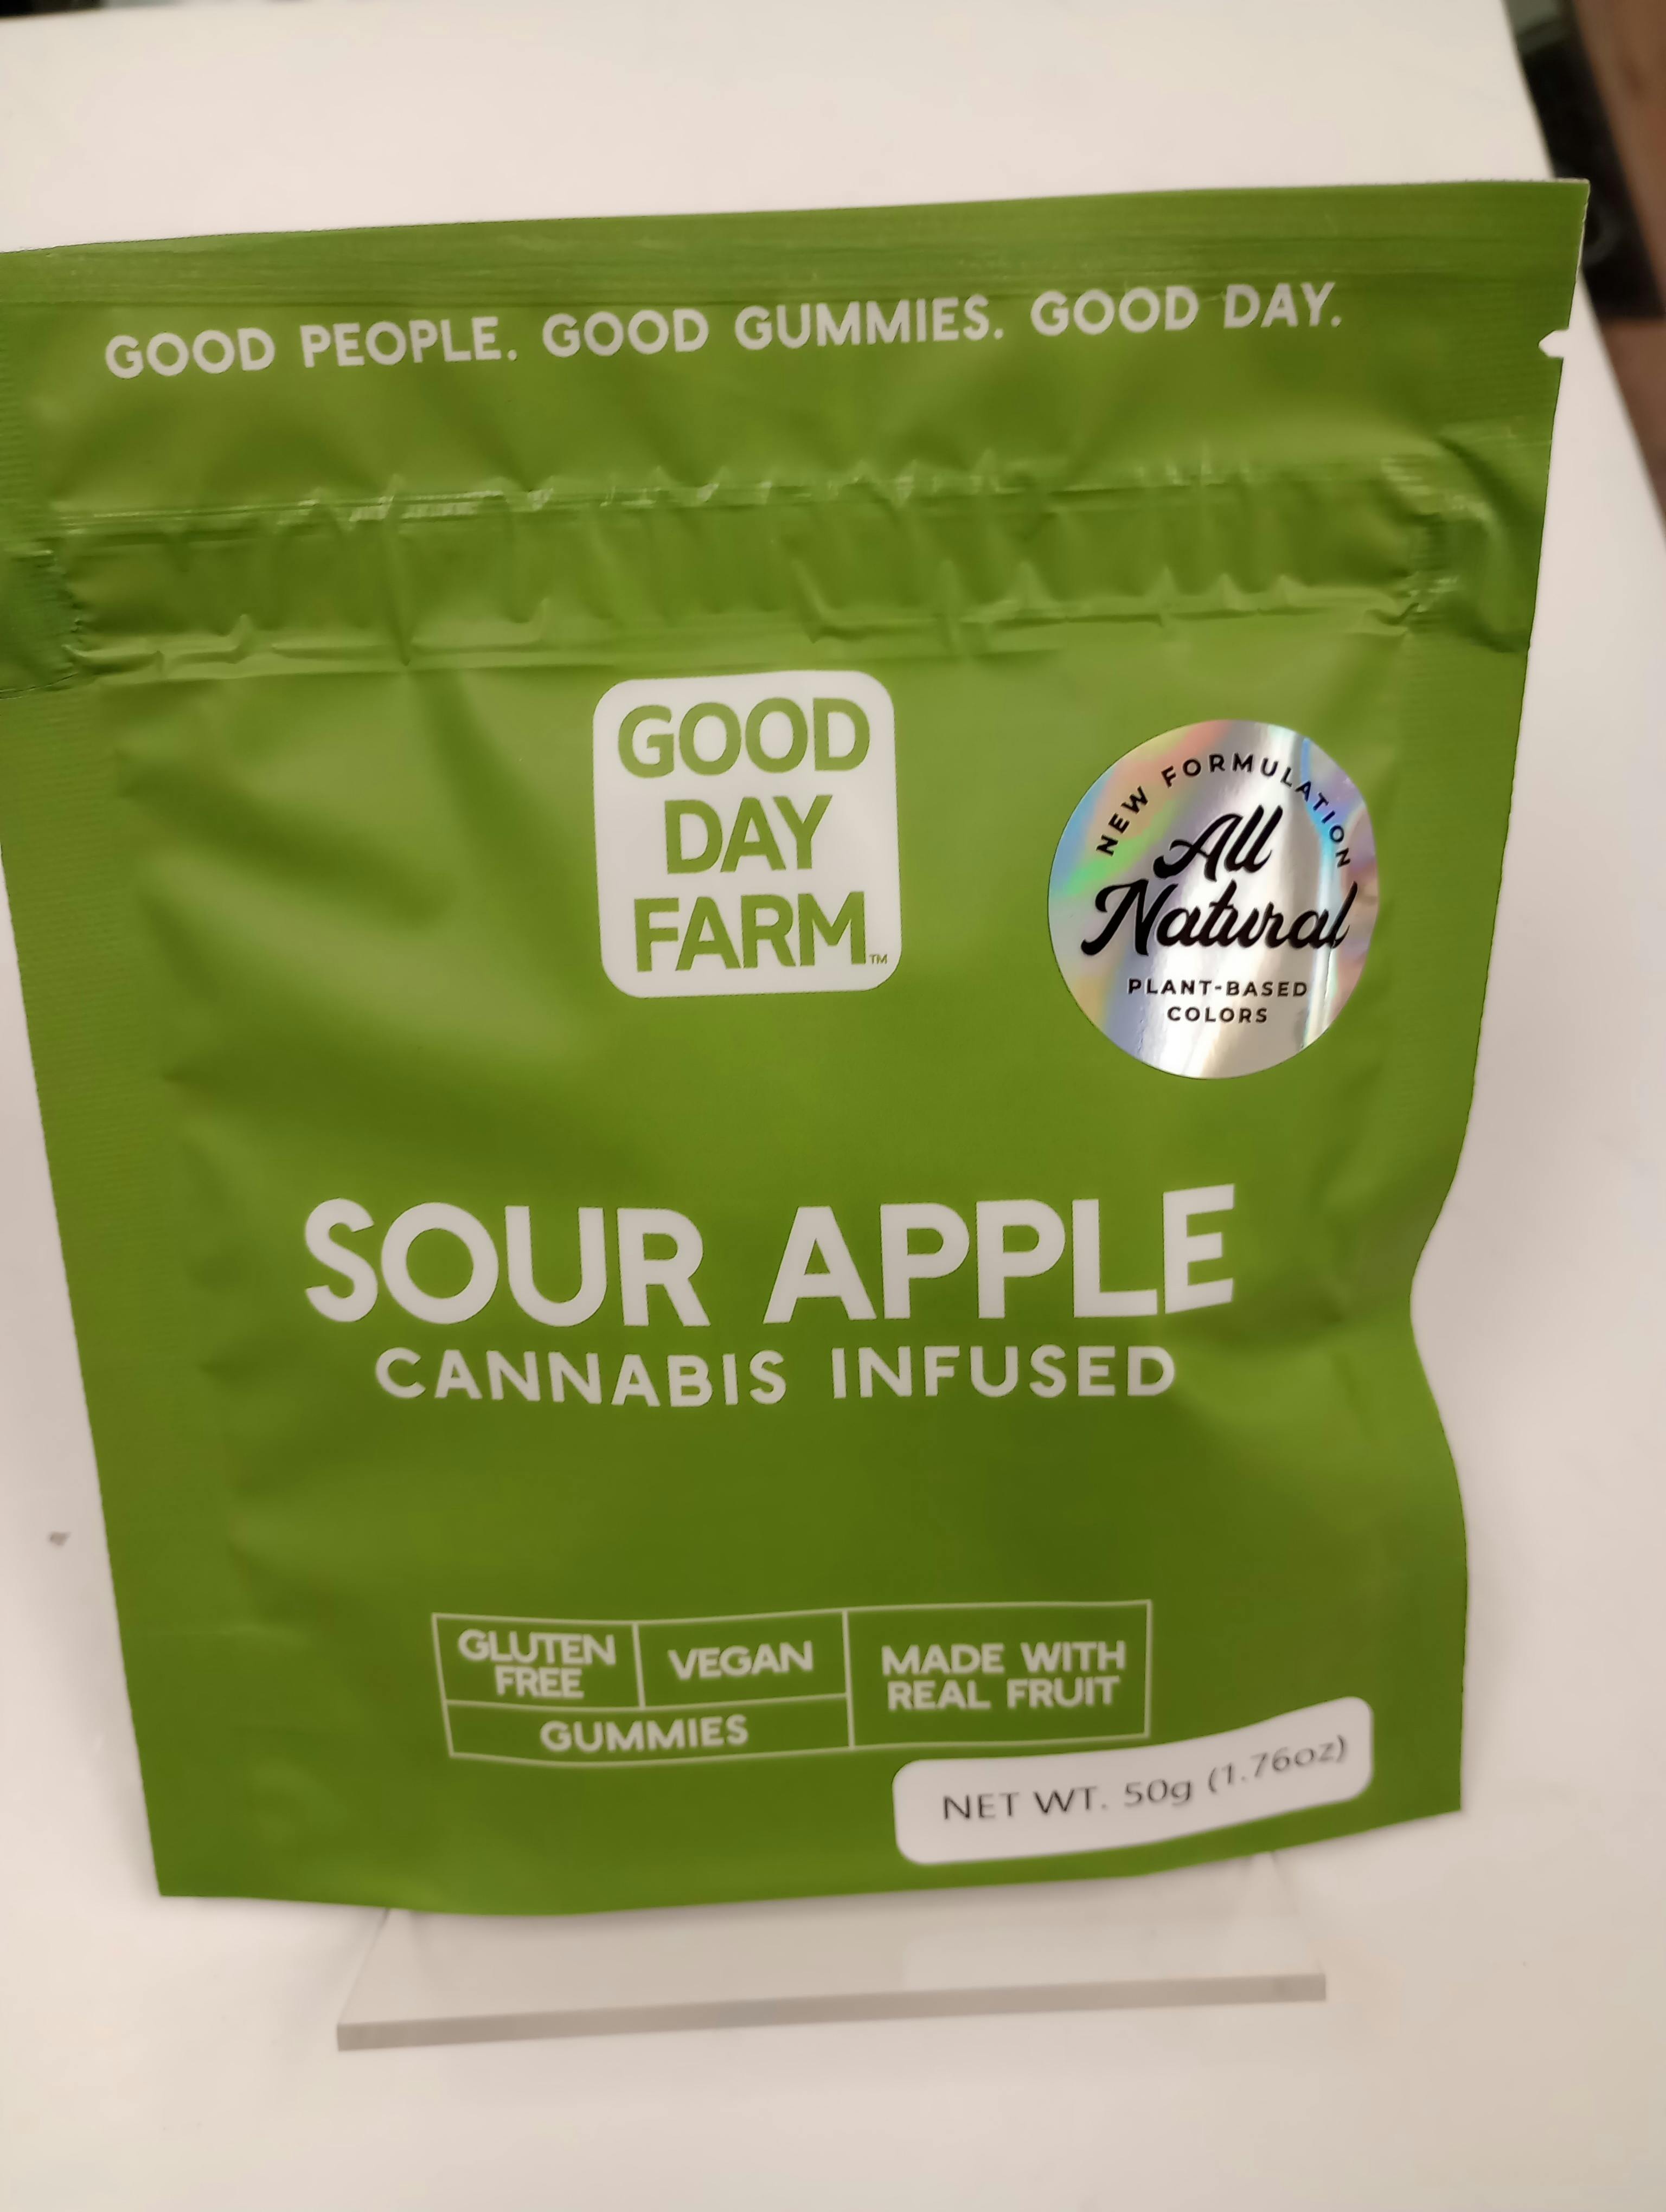 GOOD PEOPLE. GOOD GUMMIES. GOOD DAY.
GOOD
DAY
FARM™
NEW FORMULATION
All
Natural
PLANT-BASED
COLORS
SOUR APPLE
CANNABIS INFUSED
GLUTEN
FREE
VEGAN
GUMMIES
MADE WITH
REAL FRUIT
NET WT. 50g (1.76oz)